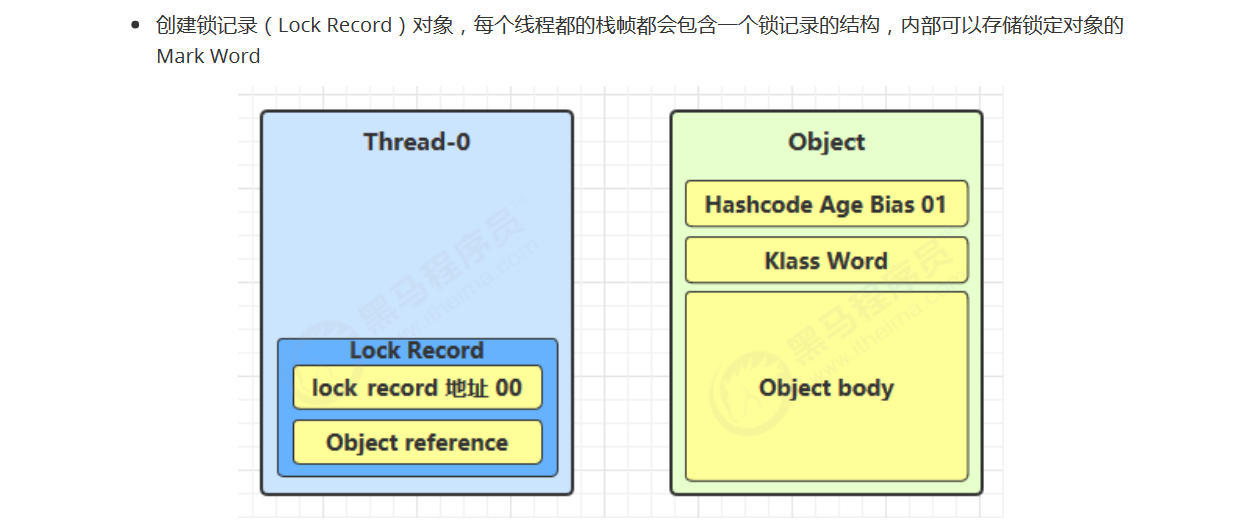 • 创建锁记录（Lock Record）对象，每个线程都的栈帧都会包含一个锁记录的结构，内部可以存储锁定对象的
Mark Word
Thread-0
Lock Record
lock record 地址 00
Object reference
Object
Hashcode Age Bias 01
Klass Word
Object body
黑马程序员
www.itheima.com
黑马程序员
www.itheima.com